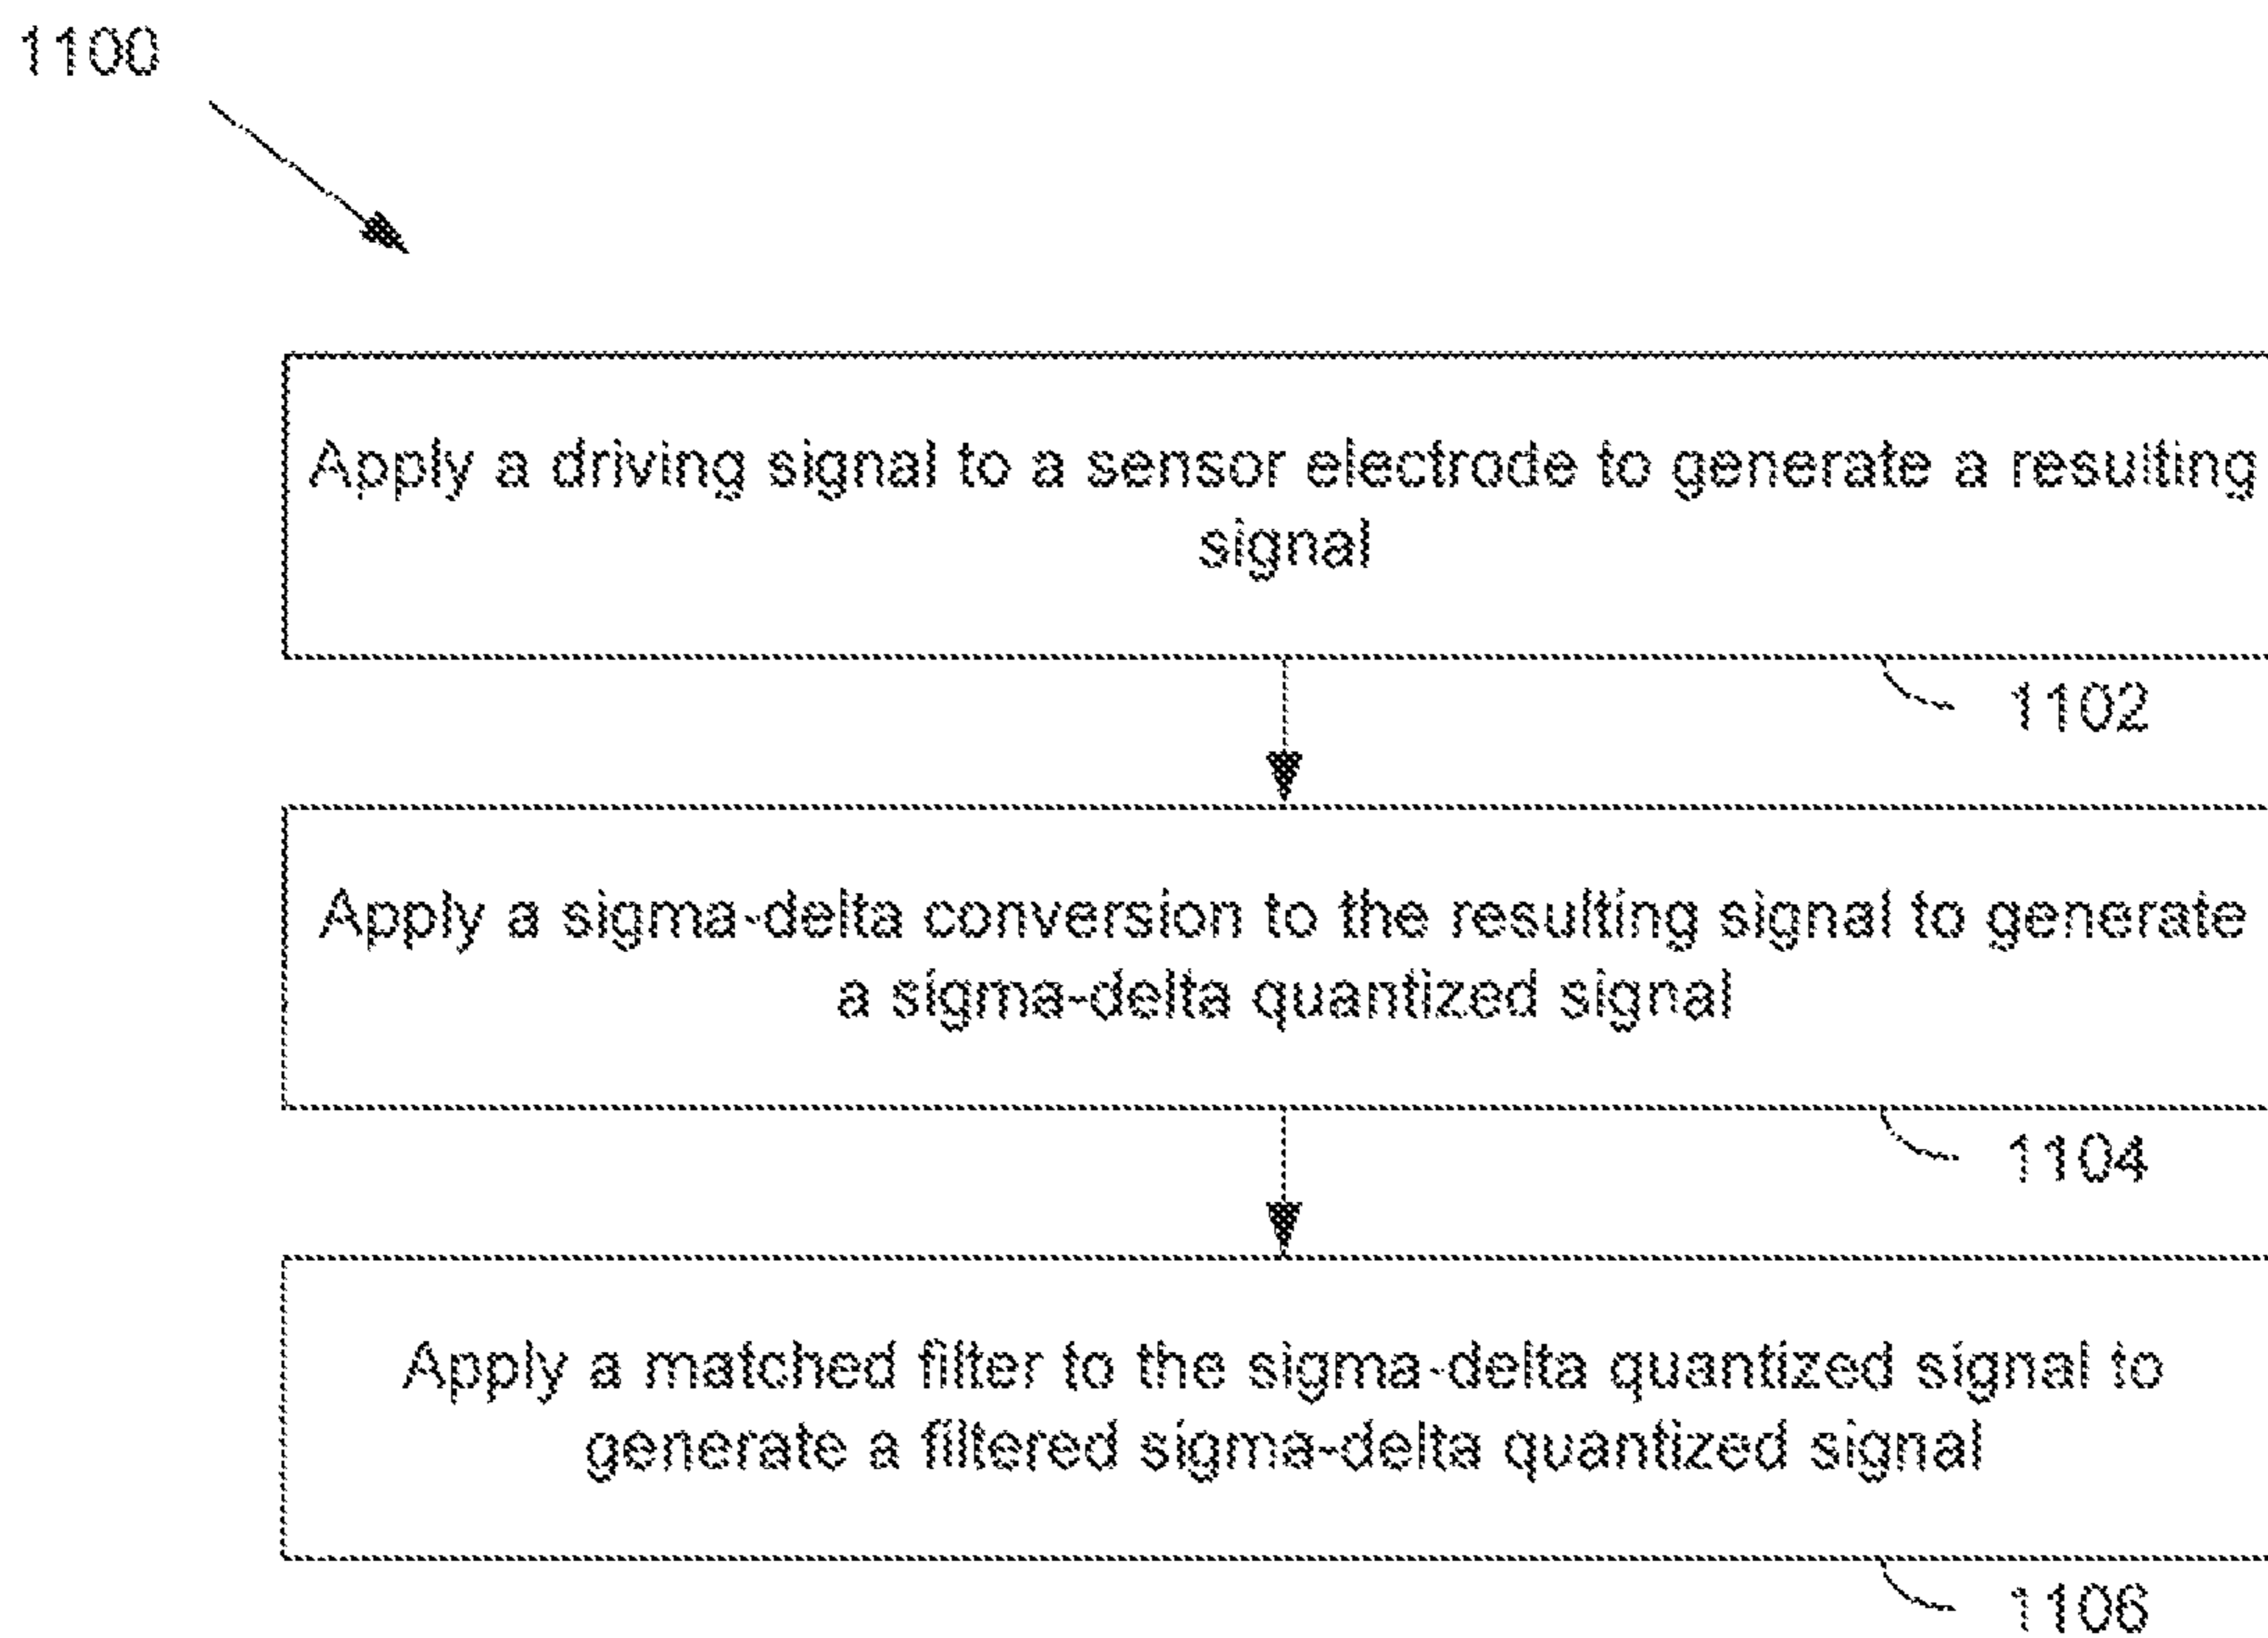 1100
Apply a driving signal to a sensor electrode to generate a resulting
signal
1102
Apply a sigma-delta conversion to the resulting signal to generate
a sigma-delta quantized signal
1104
Apply a matched filter to the sigma-delta quantized signal to
generate a filtered sigma-delta quantized signal
1106